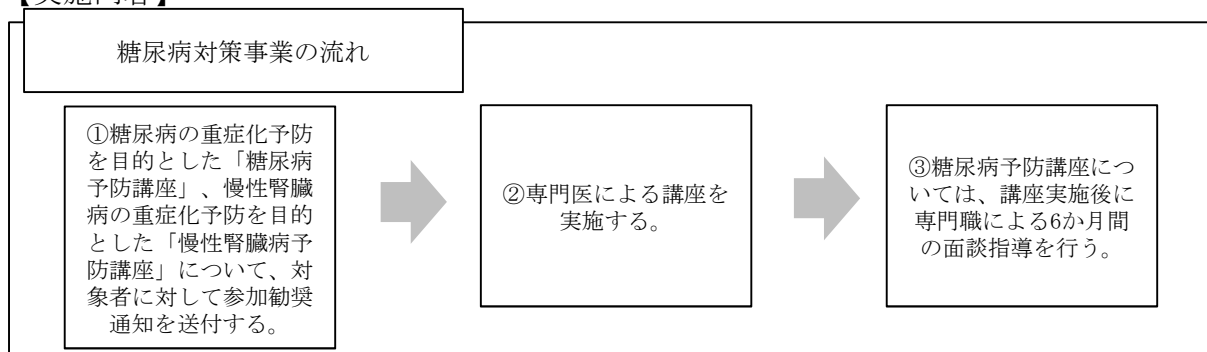 【実施内容】
糖尿病対策事業の流れ
①糖尿病の重症化予防
を目的とした「糖尿病
予防講座」、慢性腎臓
病の重症化予防を目的
とした「慢性腎臓病予
防講座」について、対
象者に対して参加勧奨
通知を送付する。
②専門医による講座を
実施する。
③糖尿病予防講座につ
いては、講座実施後に
専門職による6か月間
の面談指導を行う。